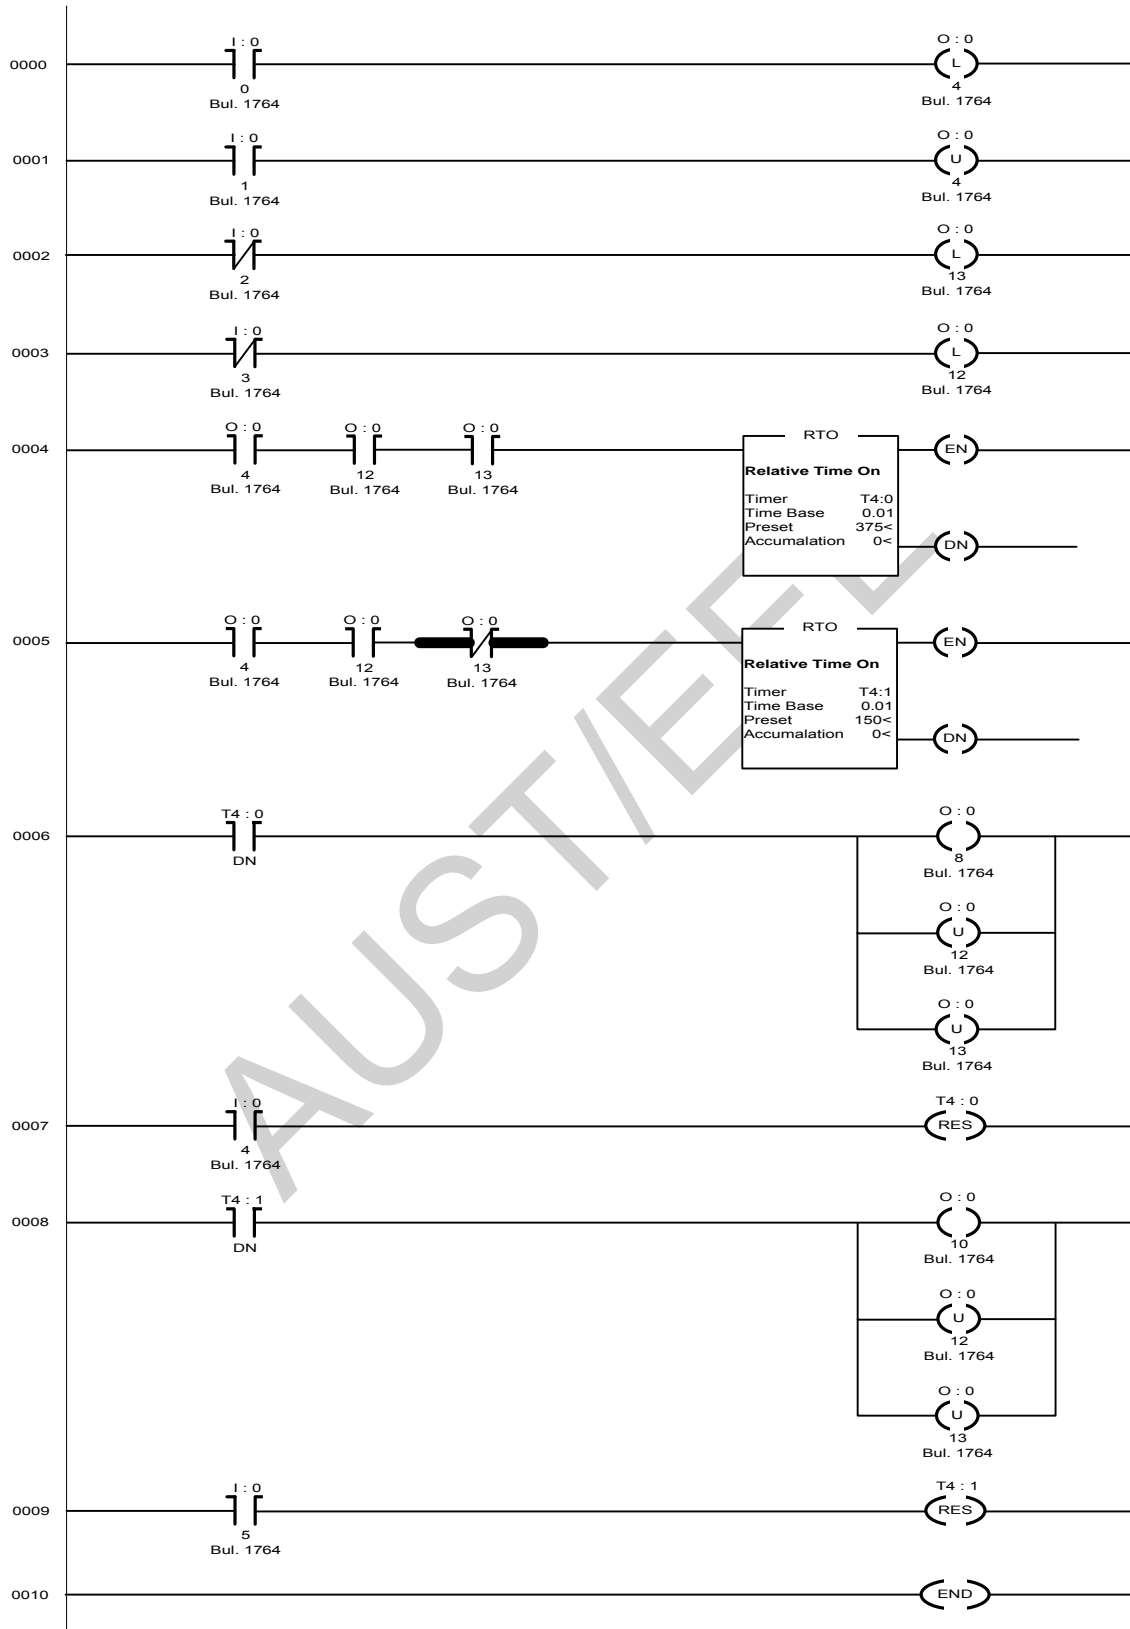 I : 0 O : 0
0000 L
0 4
Bul. 1764 Bul. 1764
I : 0 O : 0
0001 U
1 4
Bul. 1764 Bul. 1764
I : 0 O : 0
0002 L
2 13
Bul. 1764 Bul. 1764
I : 0 O : 0
0003 L
3 12
Bul. 1764 Bul. 1764
O : 0 O : 0 O : 0 RTO
0004 EN
4 12 13
Bul. 1764 Bul. 1764 Bul. 1764
Relative Time On
Timer T4:0
Time Base 0.01
Preset 375<
Accumalation 0< DN
O : 0 O : 0 O : 0 RTO
0005 EN
4 12 13
Bul. 1764 Bul. 1764 Bul. 1764
Relative Time On
Timer T4:1
Time Base 0.01
Preset 150<
Accumalation 0< DN
T4 : 0 O : 0
0006
DN 8
Bul. 1764
O : 0
U
12
Bul. 1764
O : 0
U
13
Bul. 1764
I : 0 T4 : 0
0007 RES
4
Bul. 1764
T4 : 1 O : 0
0008
DN 10
Bul. 1764
O : 0
U
12
Bul. 1764
O : 0
U
13
Bul. 1764
I : 0 T4 : 1
0009 RES
5
Bul. 1764
0010 END
AUST/EEE